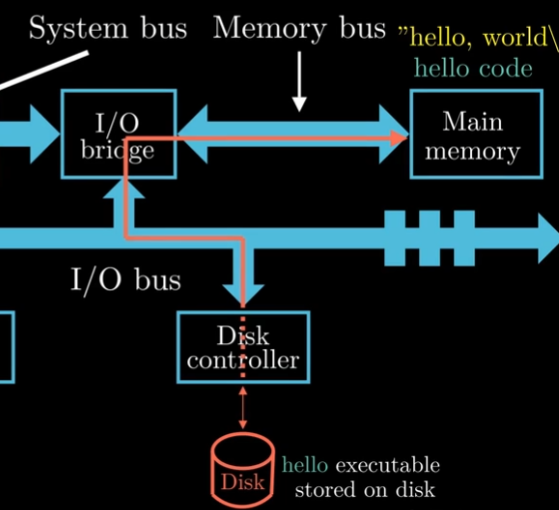 System bus
Memory bus
"hello, world\
hello code
I/O
bridge
Main
memory
I/O bus
Disk
controller
Disk
hello executable
stored on disk